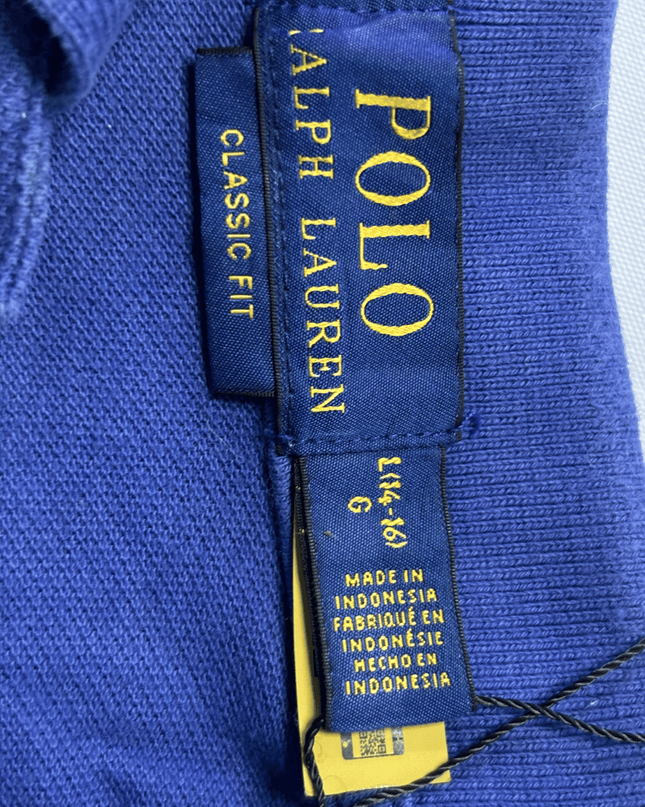 POLO
RALPH LAUREN
CLASSIC FIT
L(14-16)
G
MADE IN
INDONESIA
FABRIQUÉ EN
INDONÉSIE
HECHO EN
INDONESIA